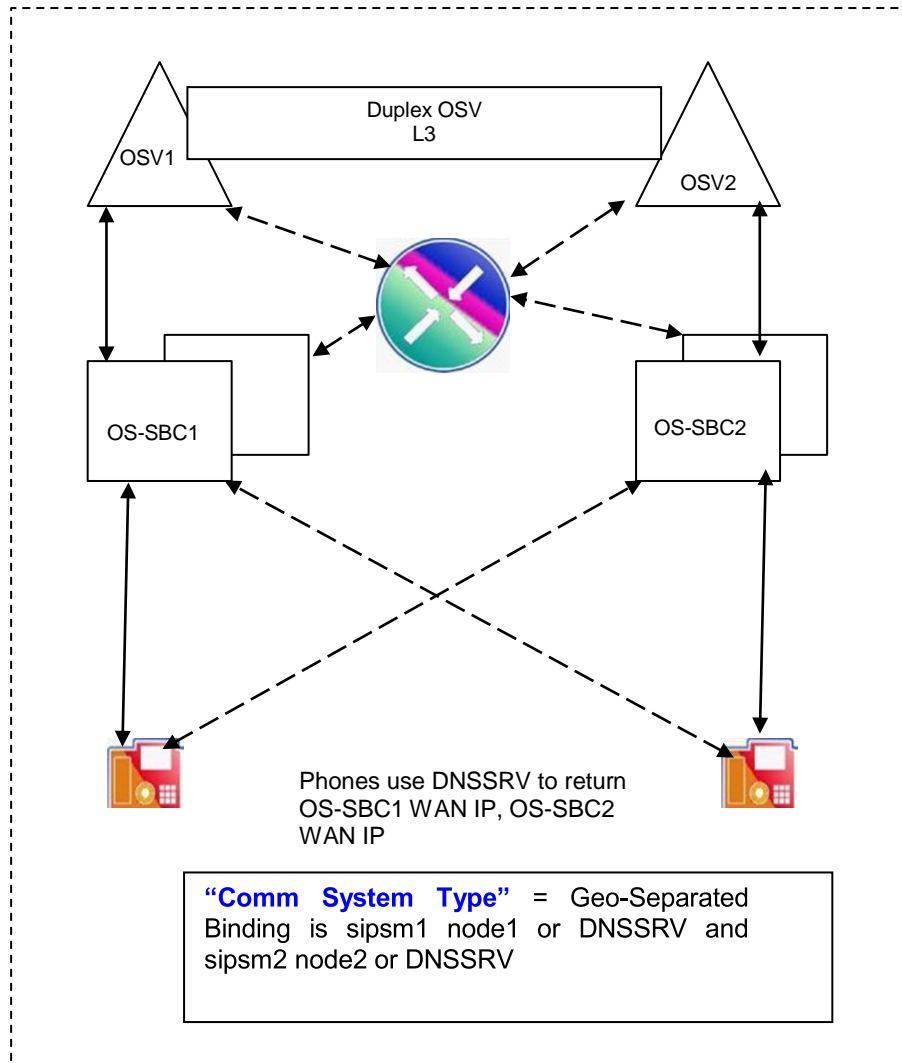 Duplex OSV
L3
OSV1
OSV2
OS-SBC1
OS-SBC2
Phones use DNSSRV to return
OS-SBC1 WAN IP, OS-SBC2
WAN IP
“Comm System Type” = Geo-Separated
Binding is sipsm1 node1 or DNSSRV and
sipsm2 node2 or DNSSRV